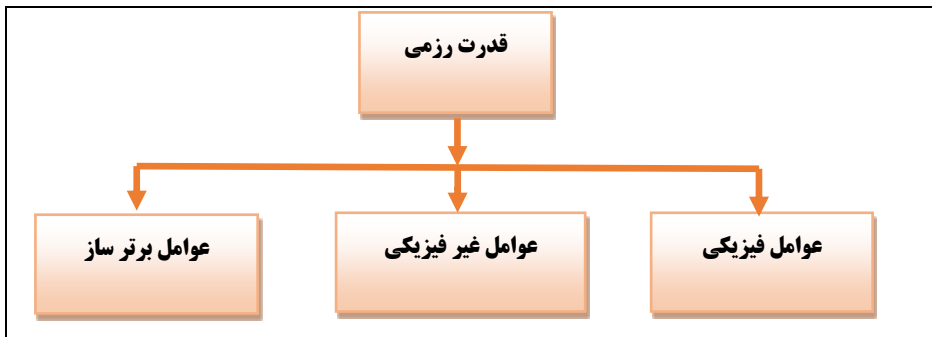 قدرت رزمی
عوامل فیزیکی
عوامل غیر فیزیکی
عوامل برتر ساز